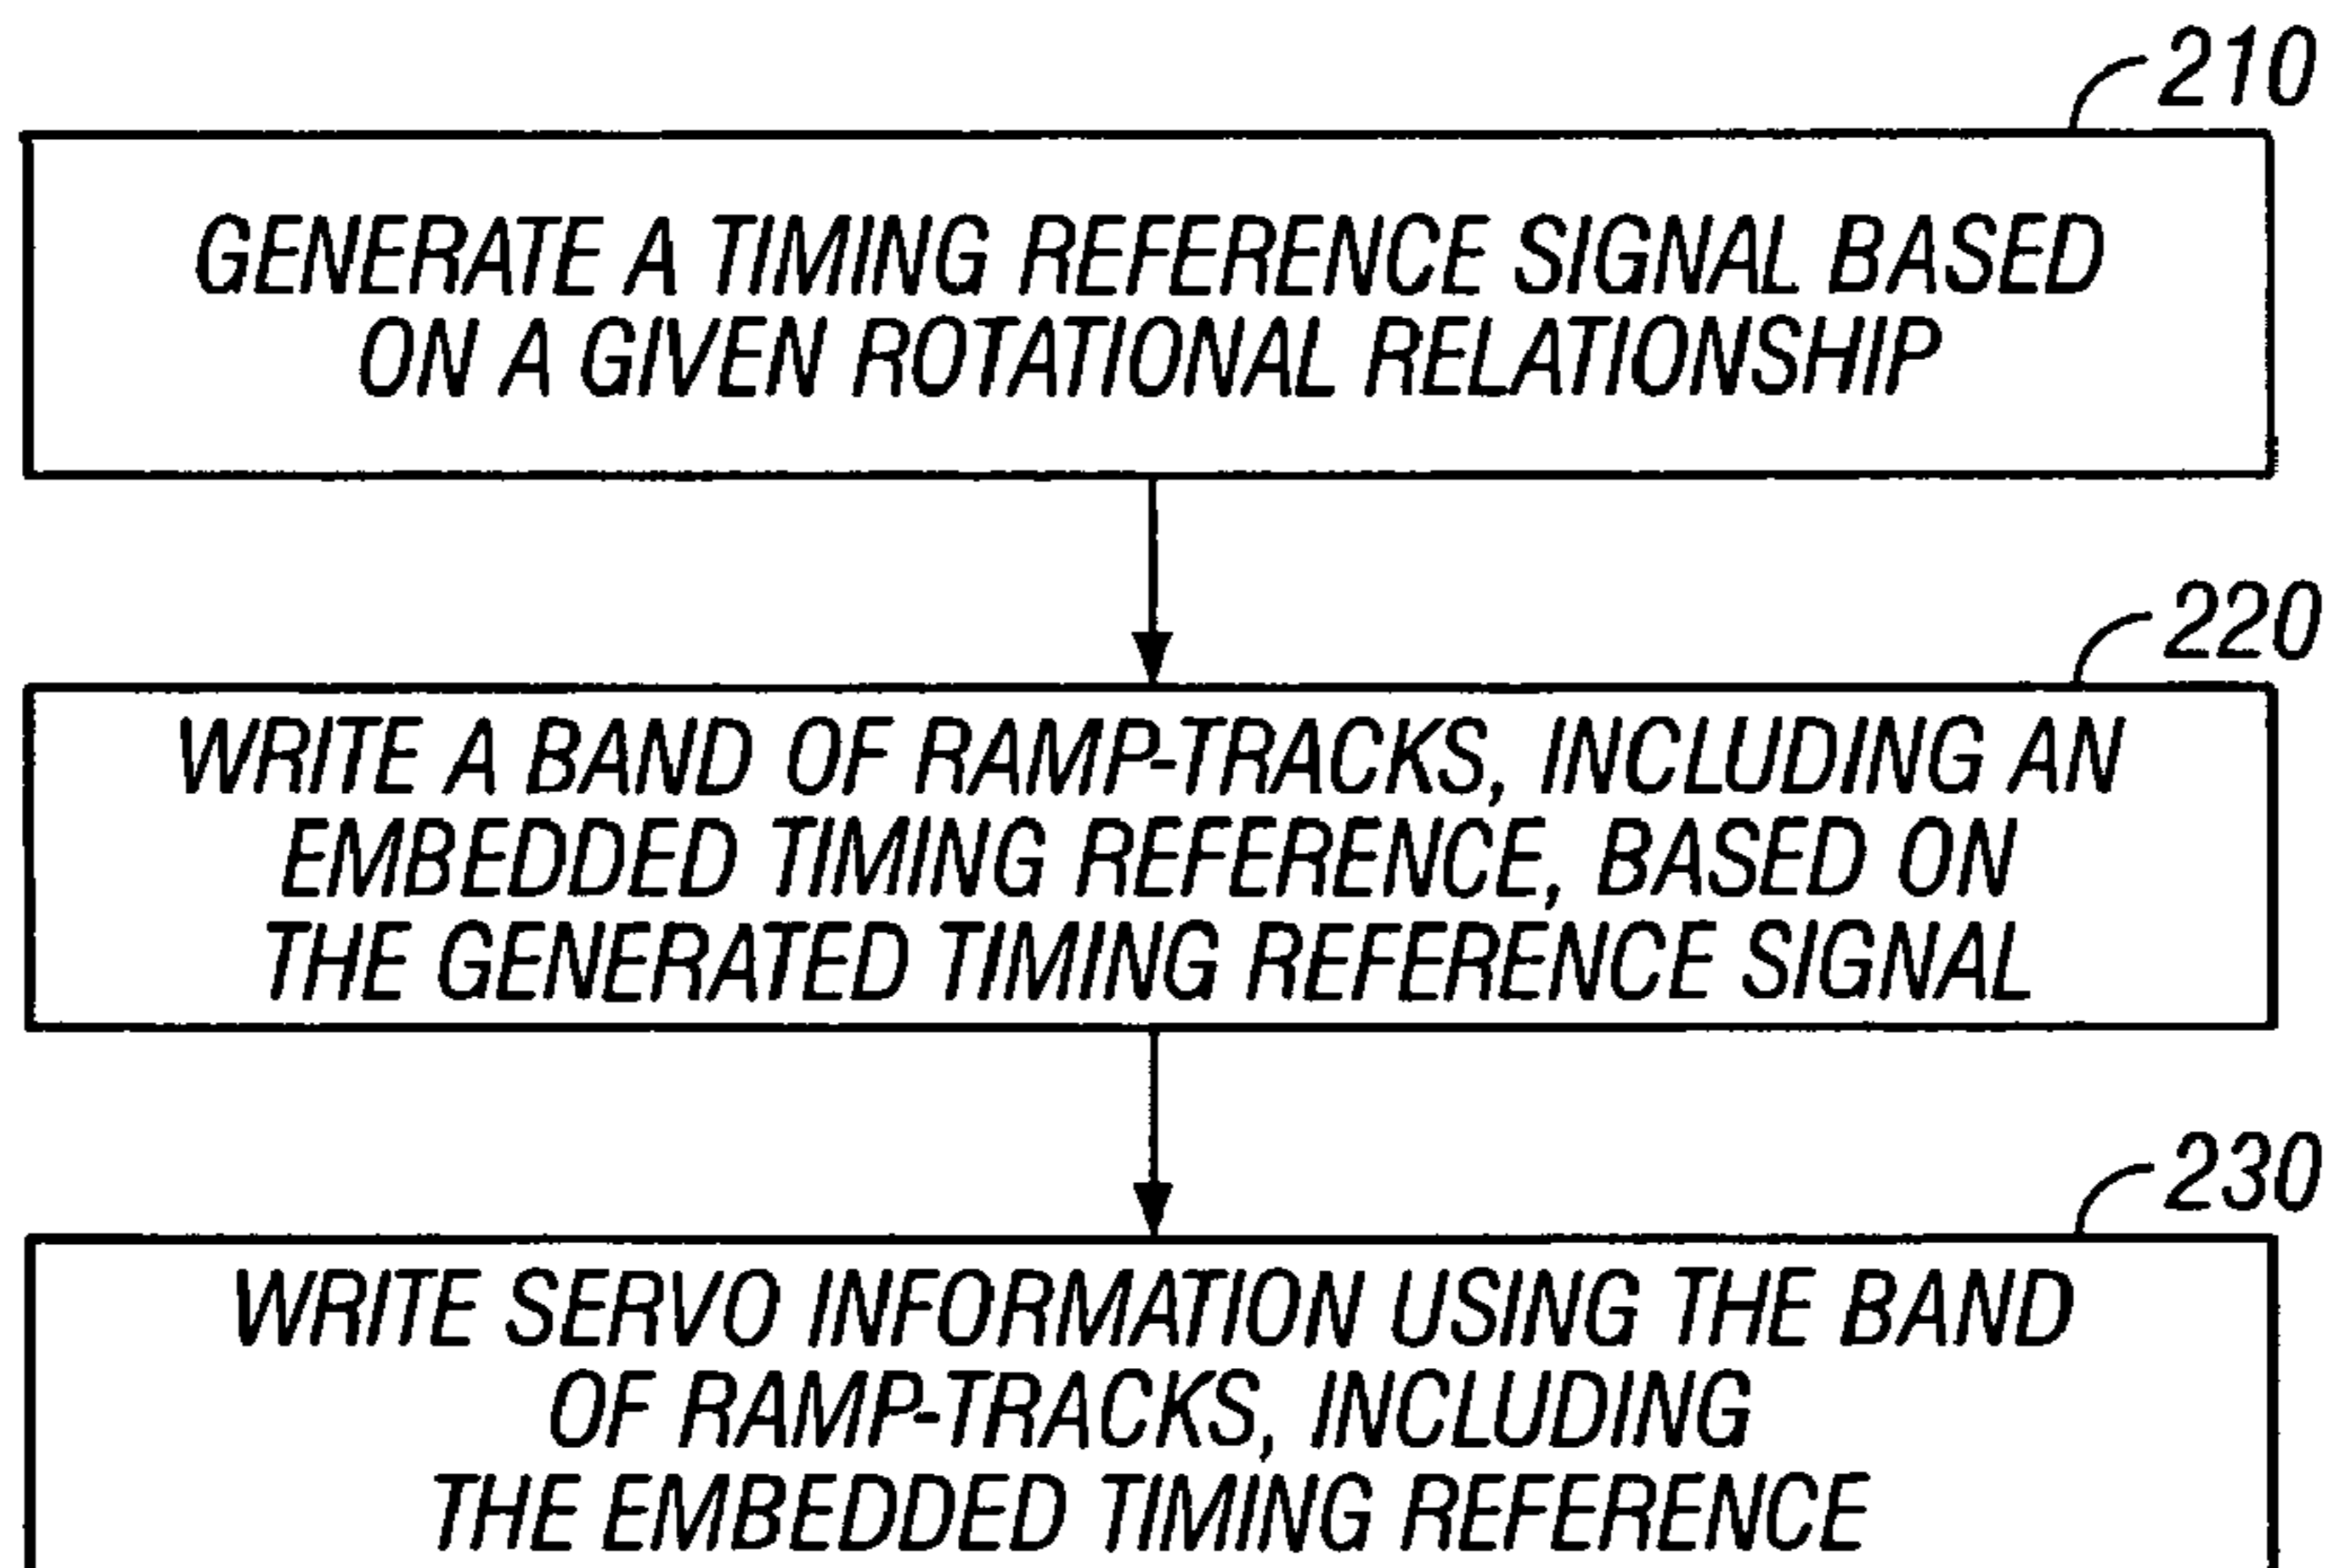 210
GENERATE A TIMING REFERENCE SIGNAL BASED
ON A GIVEN ROTATIONAL RELATIONSHIP
220
WRITE A BAND OF RAMP-TRACKS, INCLUDING AN
EMBEDDED TIMING REFERENCE, BASED ON
THE GENERATED TIMING REFERENCE SIGNAL
230
WRITE SERVO INFORMATION USING THE BAND
OF RAMP-TRACKS, INCLUDING
THE EMBEDDED TIMING REFERENCE